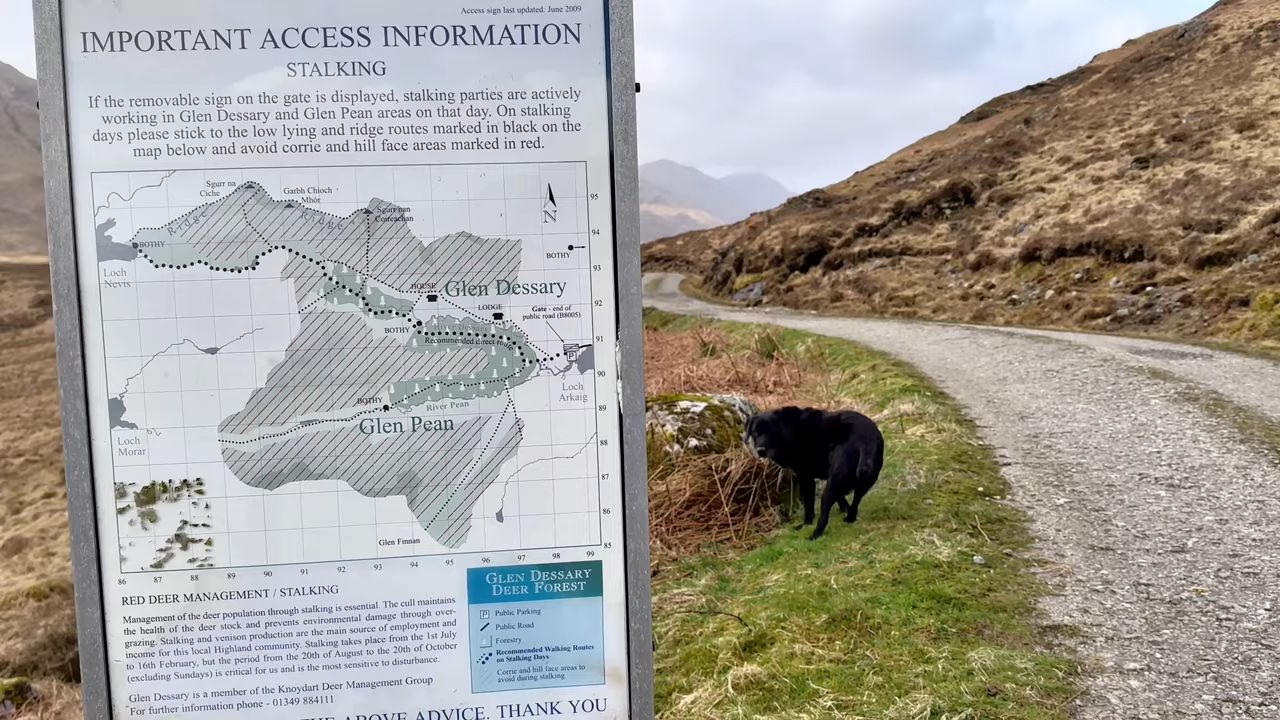 Access sign last updated: June 2009
IMPORTANT ACCESS INFORMATION
STALKING
If the removable sign on the gate is displayed, stalking parties are actively
working in Glen Dessary and Glen Pean areas on that day. On stalking
days please stick to the low lying and ridge routes marked in black on the
map below and avoid corrie and hill face areas marked in red.
Sgurr na
Ciche
Garbh Chioch
Mhòr
Sgurr nan
Coireachan
Ridge
Ridge
N
95
94
93
92
91
90
89
88
87
86
85
BOTHY
Loch
Nevis
BOTHY
HOUSE
Glen Dessary
LODGE
Gate - end of
public road (B8005)
BOTHY
Recommended direct route
P
Loch
Arkaig
BOTHY
River Pean
Glen Pean
Loch
Morar
Glen Finnan
86 87 88 89 90 91 92 93 94 95 96 97 98 99
RED DEER MANAGEMENT / STALKING
Management of the deer population through stalking is essential. The cull maintains
the health of the deer stock and prevents environmental damage through over-
grazing. Stalking and venison production are the main source of employment and
income for this local Highland community. Stalking takes place from the 1st July
to 16th February, but the period from the 20th of August to the 20th of October
(excluding Sundays) is critical for us and is the most sensitive to disturbance.
Glen Dessary is a member of the Knoydart Deer Management Group
For further information phone - 01349 884111
GLEN DESSARY
DEER FOREST
P Public Parking
Public Road
Forestry
Recommended Walking Routes
on Stalking Days
Corrie and hill face areas to
avoid during stalking
THE ABOVE ADVICE. THANK YOU